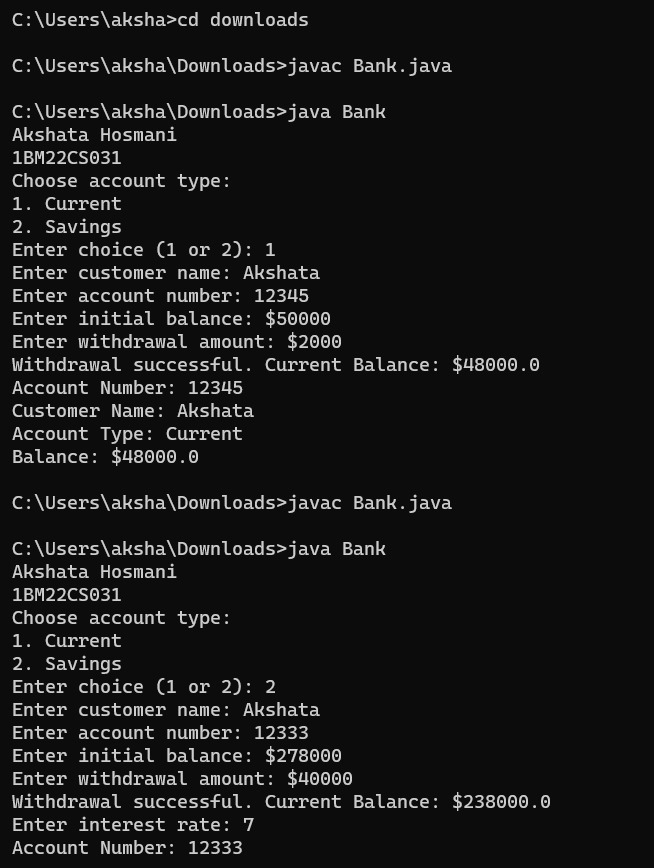 C:\Users\aksha>cd downloads
C:\Users\aksha\Downloads>javac Bank.java
C:\Users\aksha\Downloads>java Bank
Akshata Hosmani
1BM22CS031
Choose account type:
1. Current
2. Savings
Enter choice (1 or 2): 1
Enter customer name: Akshata
Enter account number: 12345
Enter initial balance: $50000
Enter withdrawal amount: $2000
Withdrawal successful. Current Balance: $48000.0
Account Number: 12345
Customer Name: Akshata
Account Type: Current
Balance: $48000.0
C:\Users\aksha\Downloads>javac Bank.java
C:\Users\aksha\Downloads>java Bank
Akshata Hosmani
1BM22CS031
Choose account type:
1. Current
2. Savings
Enter choice (1 or 2): 2
Enter customer name: Akshata
Enter account number: 12333
Enter initial balance: $278000
Enter withdrawal amount: $40000
Withdrawal successful. Current Balance: $238000.0
Enter interest rate: 7
Account Number: 12333